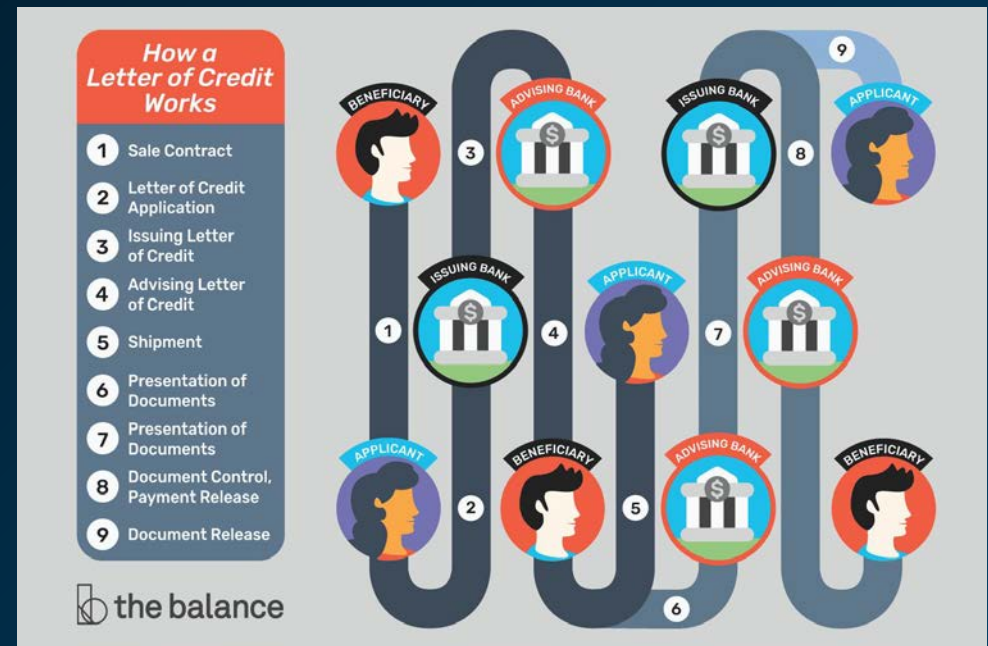 How a
Letter of Credit
Works
1 Sale Contract
2 Letter of Credit
Application
3 Issuing Letter
of Credit
4 Advising Letter
of Credit
5 Shipment
6 Presentation of
Documents
7 Presentation of
Documents
8 Document Control,
Payment Release
9 Document Release
the balance
9
BENEFICIARY
ADVISING BANK
ISSUING BANK
APPLICANT
3
$
$
8
ISSUING BANK
APPLICANT
ADVISING BANK
1
$
4
7
$
APPLICANT
BENEFICIARY
ADVISING BANK
BENEFICIARY
2
5
$
6